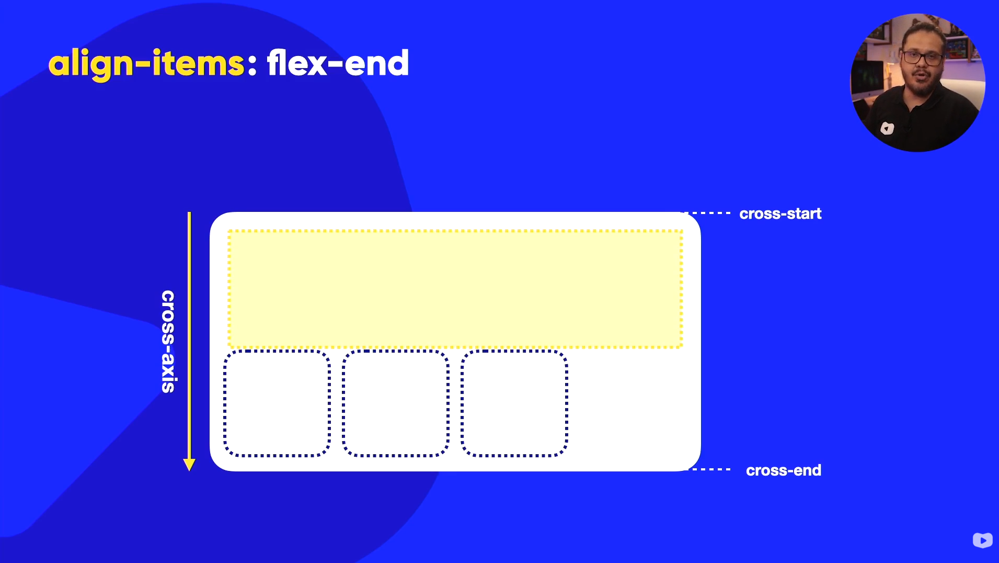 align-items: flex-end
cross-start
cross-axis
cross-end